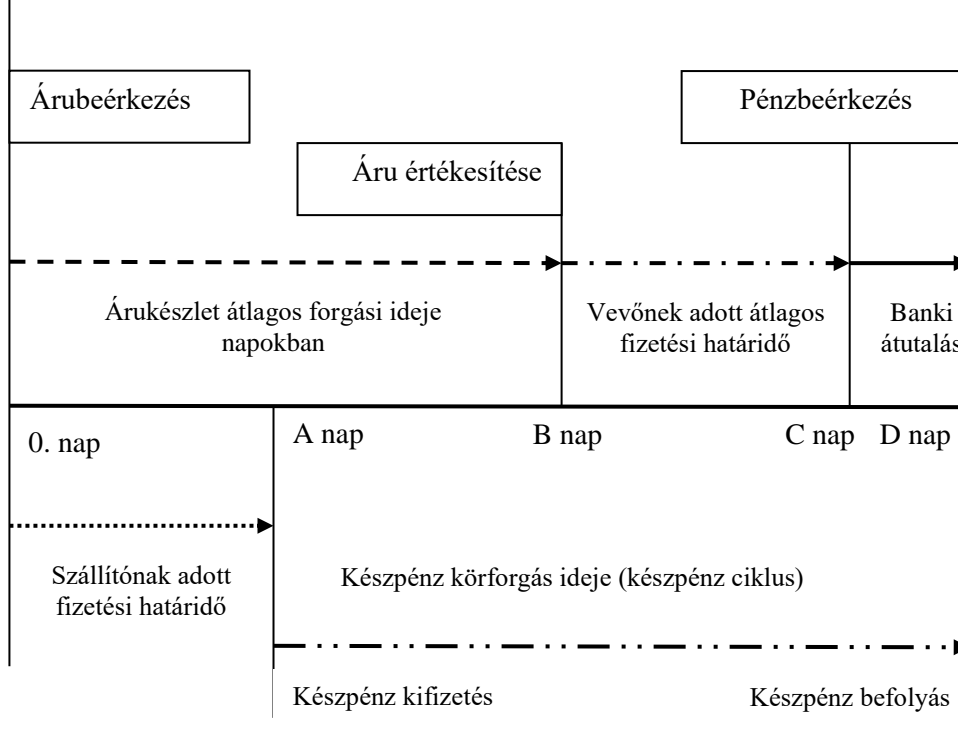 Árubeérkezés
Pénzbeérkezés
Áru értékesítése
Árukészlet átlagos forgási ideje
napokban
Vevőnek adott átlagos
fizetési határidő
Banki
átutalás
0. nap
A nap
B nap
C nap
D nap
Szállítónak adott
fizetési határidő
Készpénz körforgás ideje (készpénz ciklus)
Készpénz kifizetés
Készpénz befolyás